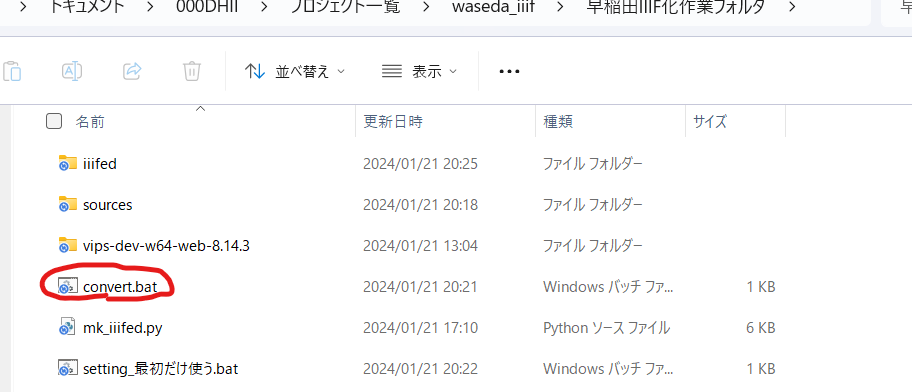 ドキュメント > 000DHII > プロジェクト一覧 > waseda_iiif > 早稲田IIIF化作業フォルダ >
並べ替え 表示
名前 更新日時 種類 サイズ
iiifed 2024/01/21 20:25 ファイル フォルダー
sources 2024/01/21 20:18 ファイル フォルダー
vips-dev-w64-web-8.14.3 2024/01/21 13:04 ファイル フォルダー
convert.bat 2024/01/21 20:21 Windows バッチ ファ... 1 KB
mk_iiifed.py 2024/01/21 17:10 Python ソース ファイル 6 KB
setting_最初だけ使う.bat 2024/01/21 20:22 Windows バッチ ファ... 1 KB